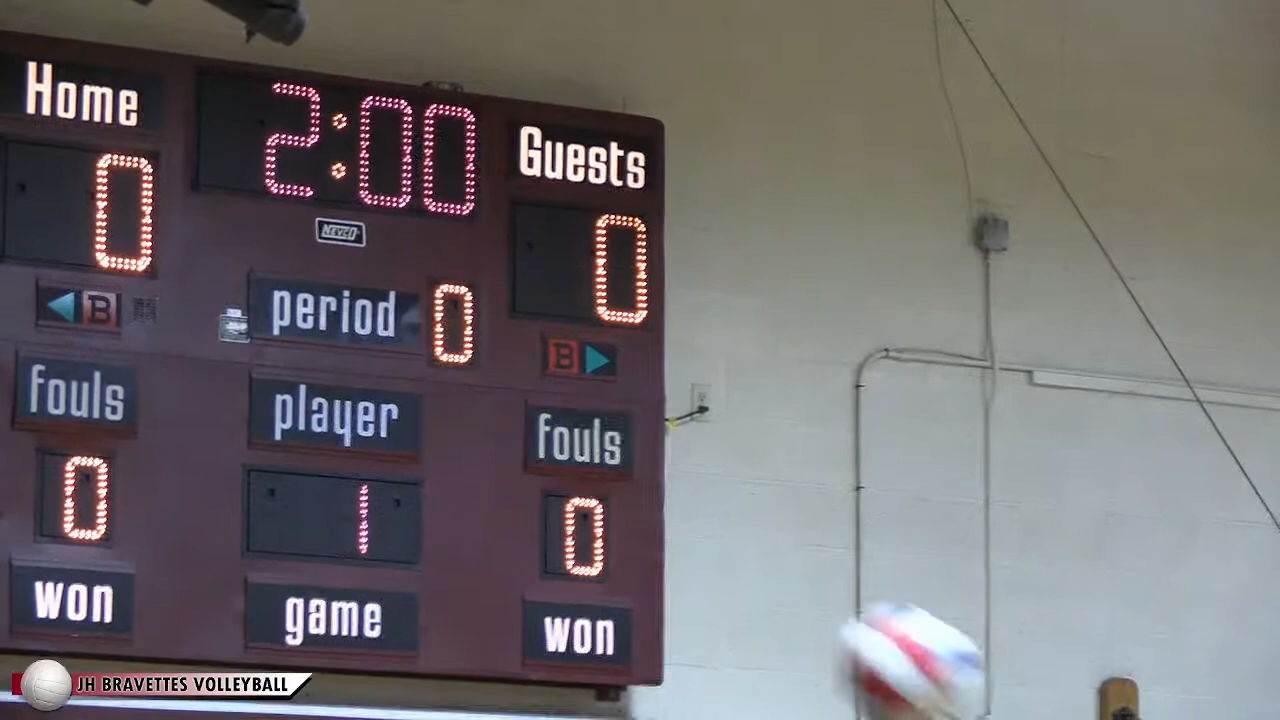 Home 2:00 Guests
0 0
NEVCO
period 0
B B
fouls player fouls
0 1 0
won game won
JH BRAVETTES VOLLEYBALL